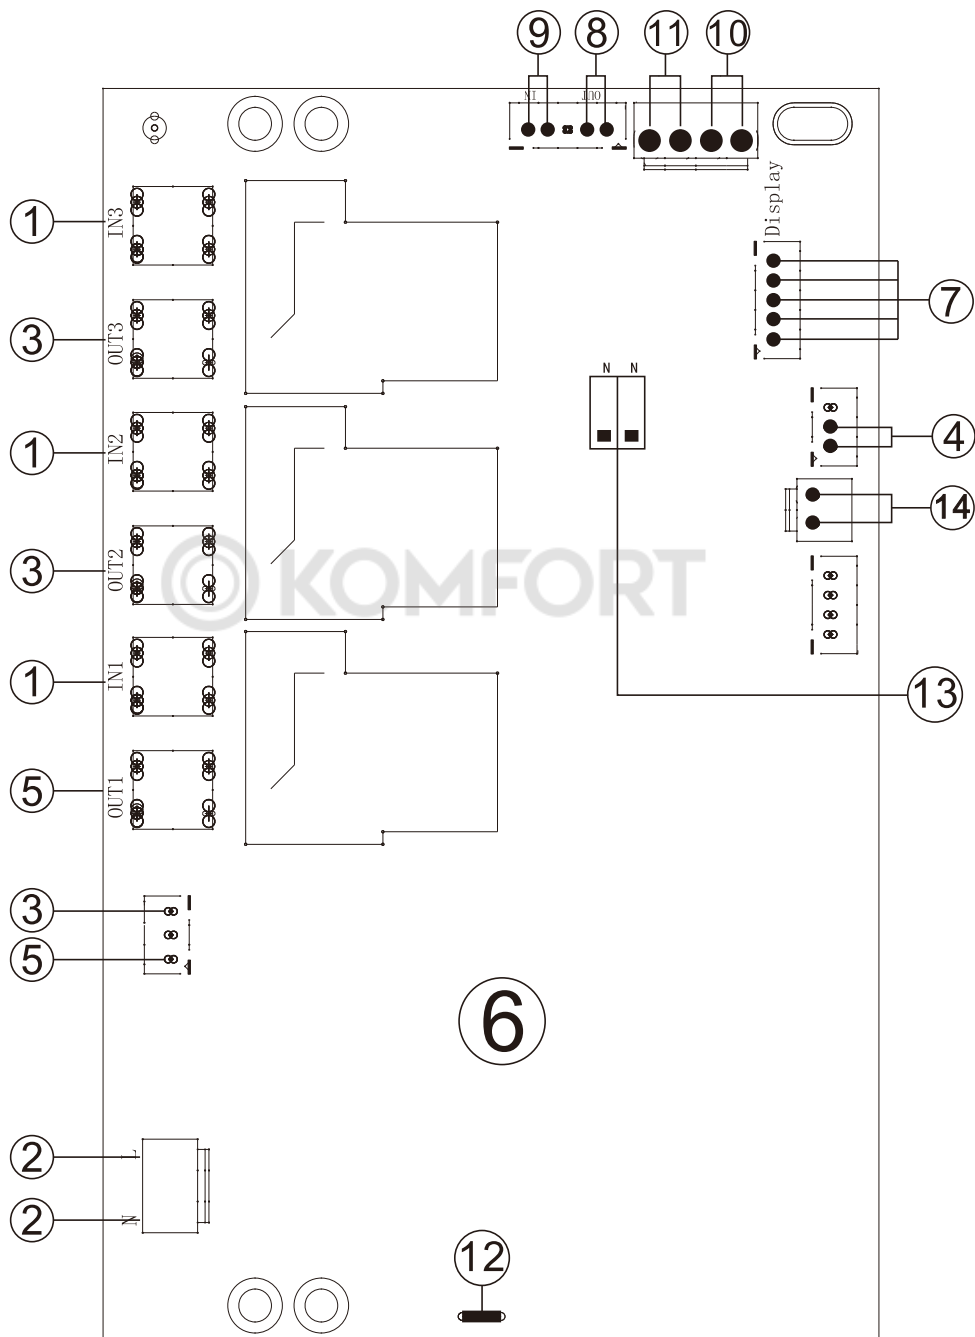 9 8 11 10
IN OUT
Display
1 IN3
7
3 OUT3
N N
1 IN2
4
14
3 OUT2
KOMFORT
1 IN1
13
5 OUT1
3
5
6
2 L
2 N
12